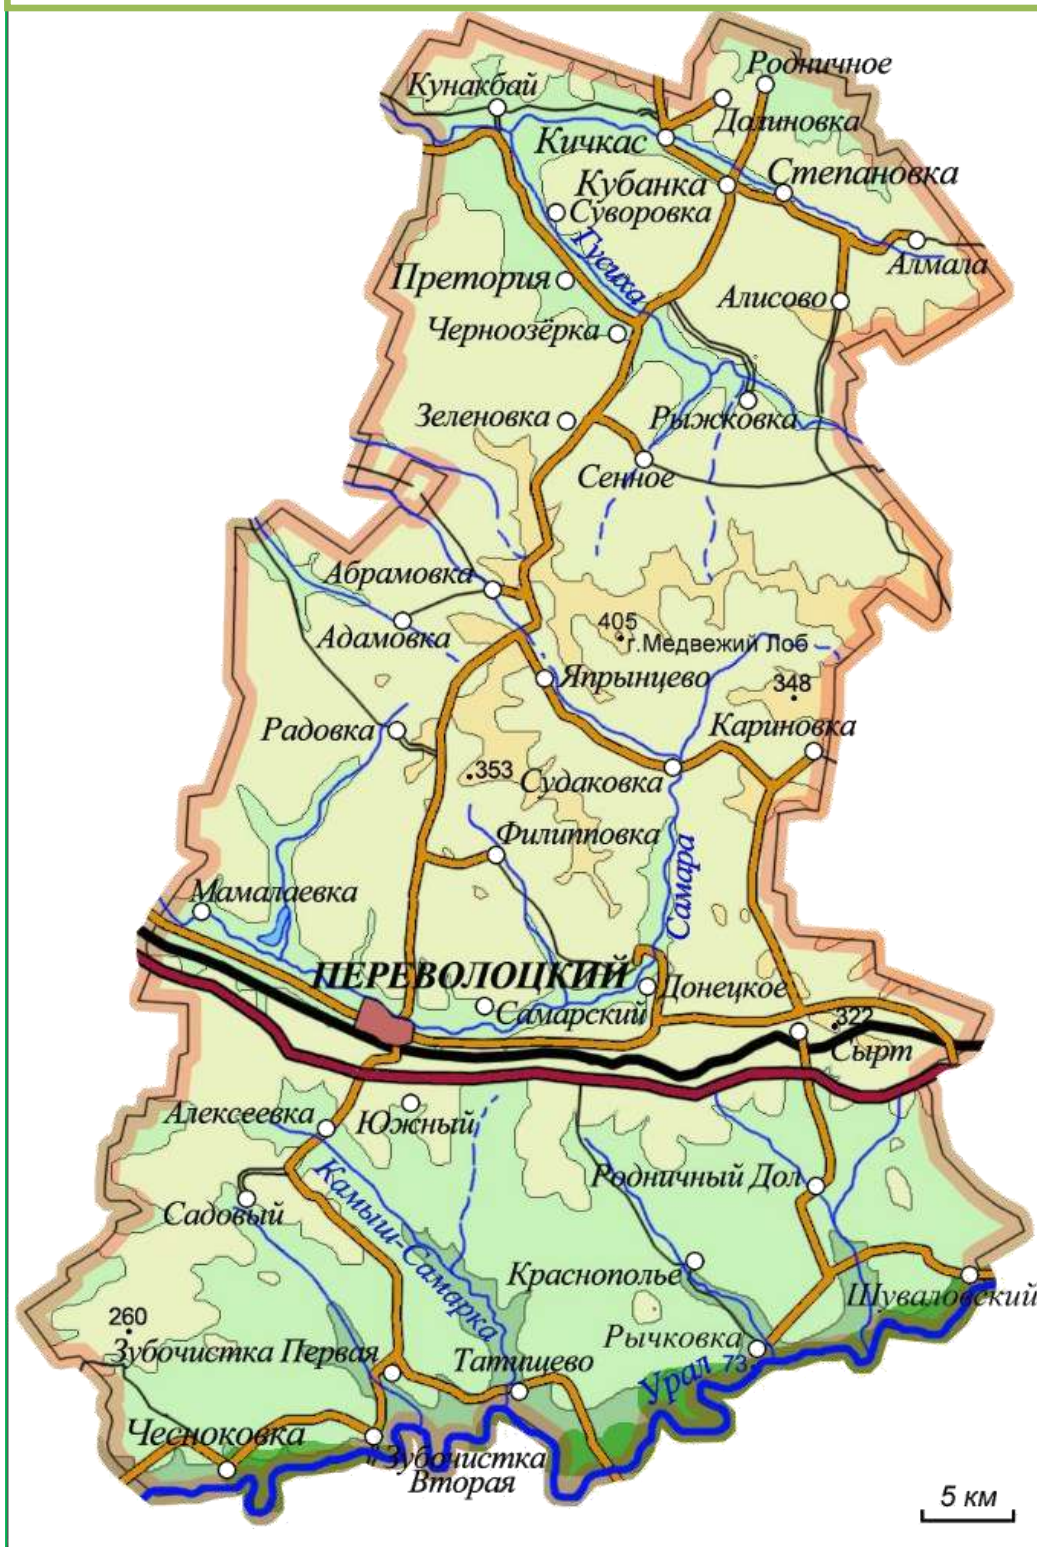 Родничное
Кунакбай
Долиновка
Кичкас
Степановка
Кубанка
Суворовка
Тусиха
Алмала
Претория
Алисово
Черноозёрка
Зеленовка
Рыжковка
Сенное
Абрамовка
405
Адамовка
г.Медвежий Лоб
Япрынцево
348
Радовка
Кариновка
353
Судаковка
Филипповка
Самара
Мамалаевка
ПЕРЕВОЛОЦКИЙ
Донецкое
Самарский
322
Сырт
Алексеевка
Южный
Родничный Дол
Камыш-Самарка
Садовый
Краснополье
Шуваловский
260
Рычковка
73
Зубочистка Первая
Татищево
Урал
Чесноковка
Зубочистка
Вторая
5 км